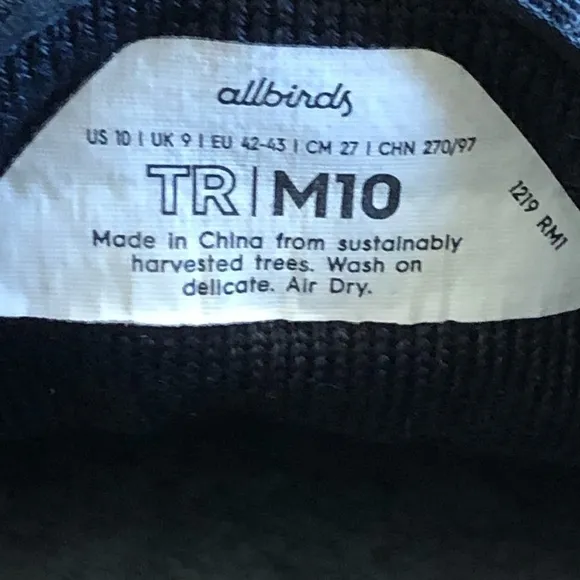 allbirds
US 10 | UK 9 | EU 42-43 | CM 27 | CHN 270/97
TR | M10
1219 RM1
Made in China from sustainably
harvested trees. Wash on
delicate. Air Dry.